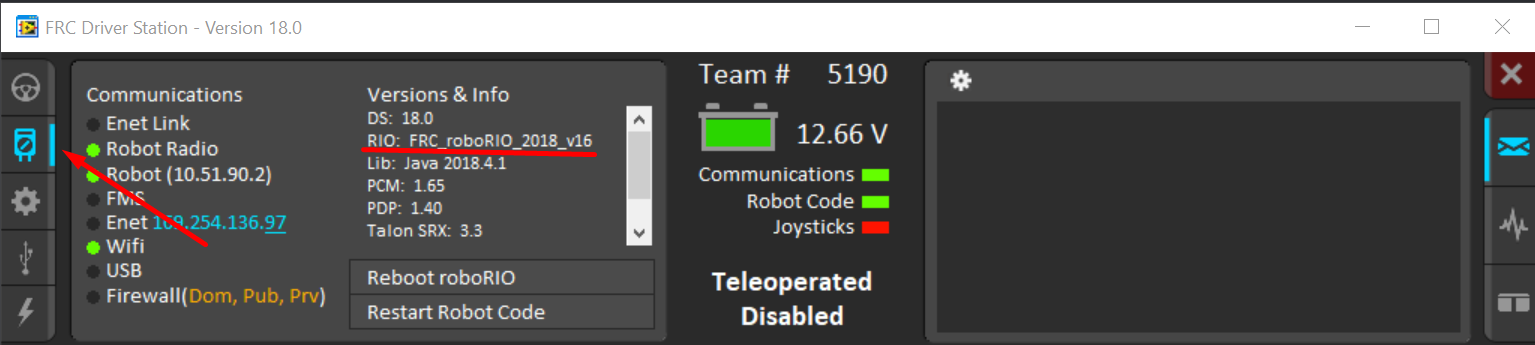 FRC Driver Station - Version 18.0
Communications
Enet Link
Robot Radio
Robot (10.51.90.2)
FMS
Enet 169.254.136.97
Wifi
USB
Firewall(Dom, Pub, Prv)
Versions & Info
DS: 18.0
RIO: FRC_roboRIO_2018_v16
Lib: Java 2018.4.1
PCM: 1.65
PDP: 1.40
Talon SRX: 3.3
Reboot roboRIO
Restart Robot Code
Team # 5190
12.66 V
Communications
Robot Code
Joysticks
Teleoperated
Disabled